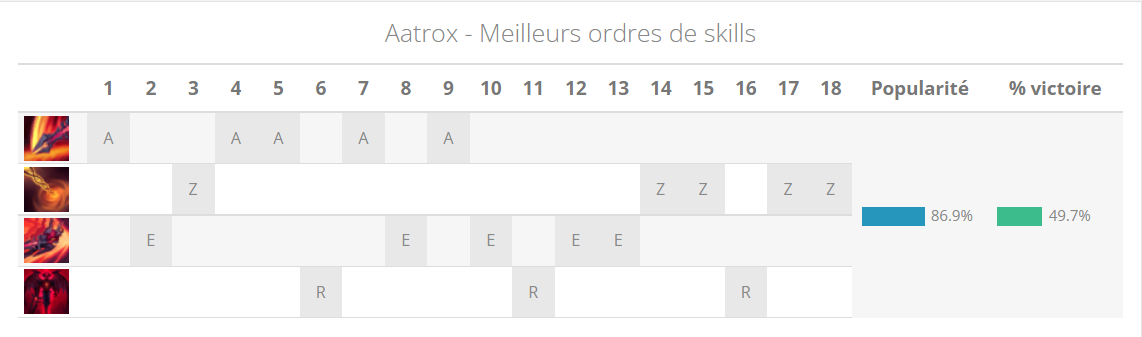 Aatrox - Meilleurs ordres de skills
1 2 3 4 5 6 7 8 9 10 11 12 13 14 15 16 17 18 Popularité % victoire
A A A A A
Z Z Z Z Z
86.9% 49.7%
E E E E E
R R R